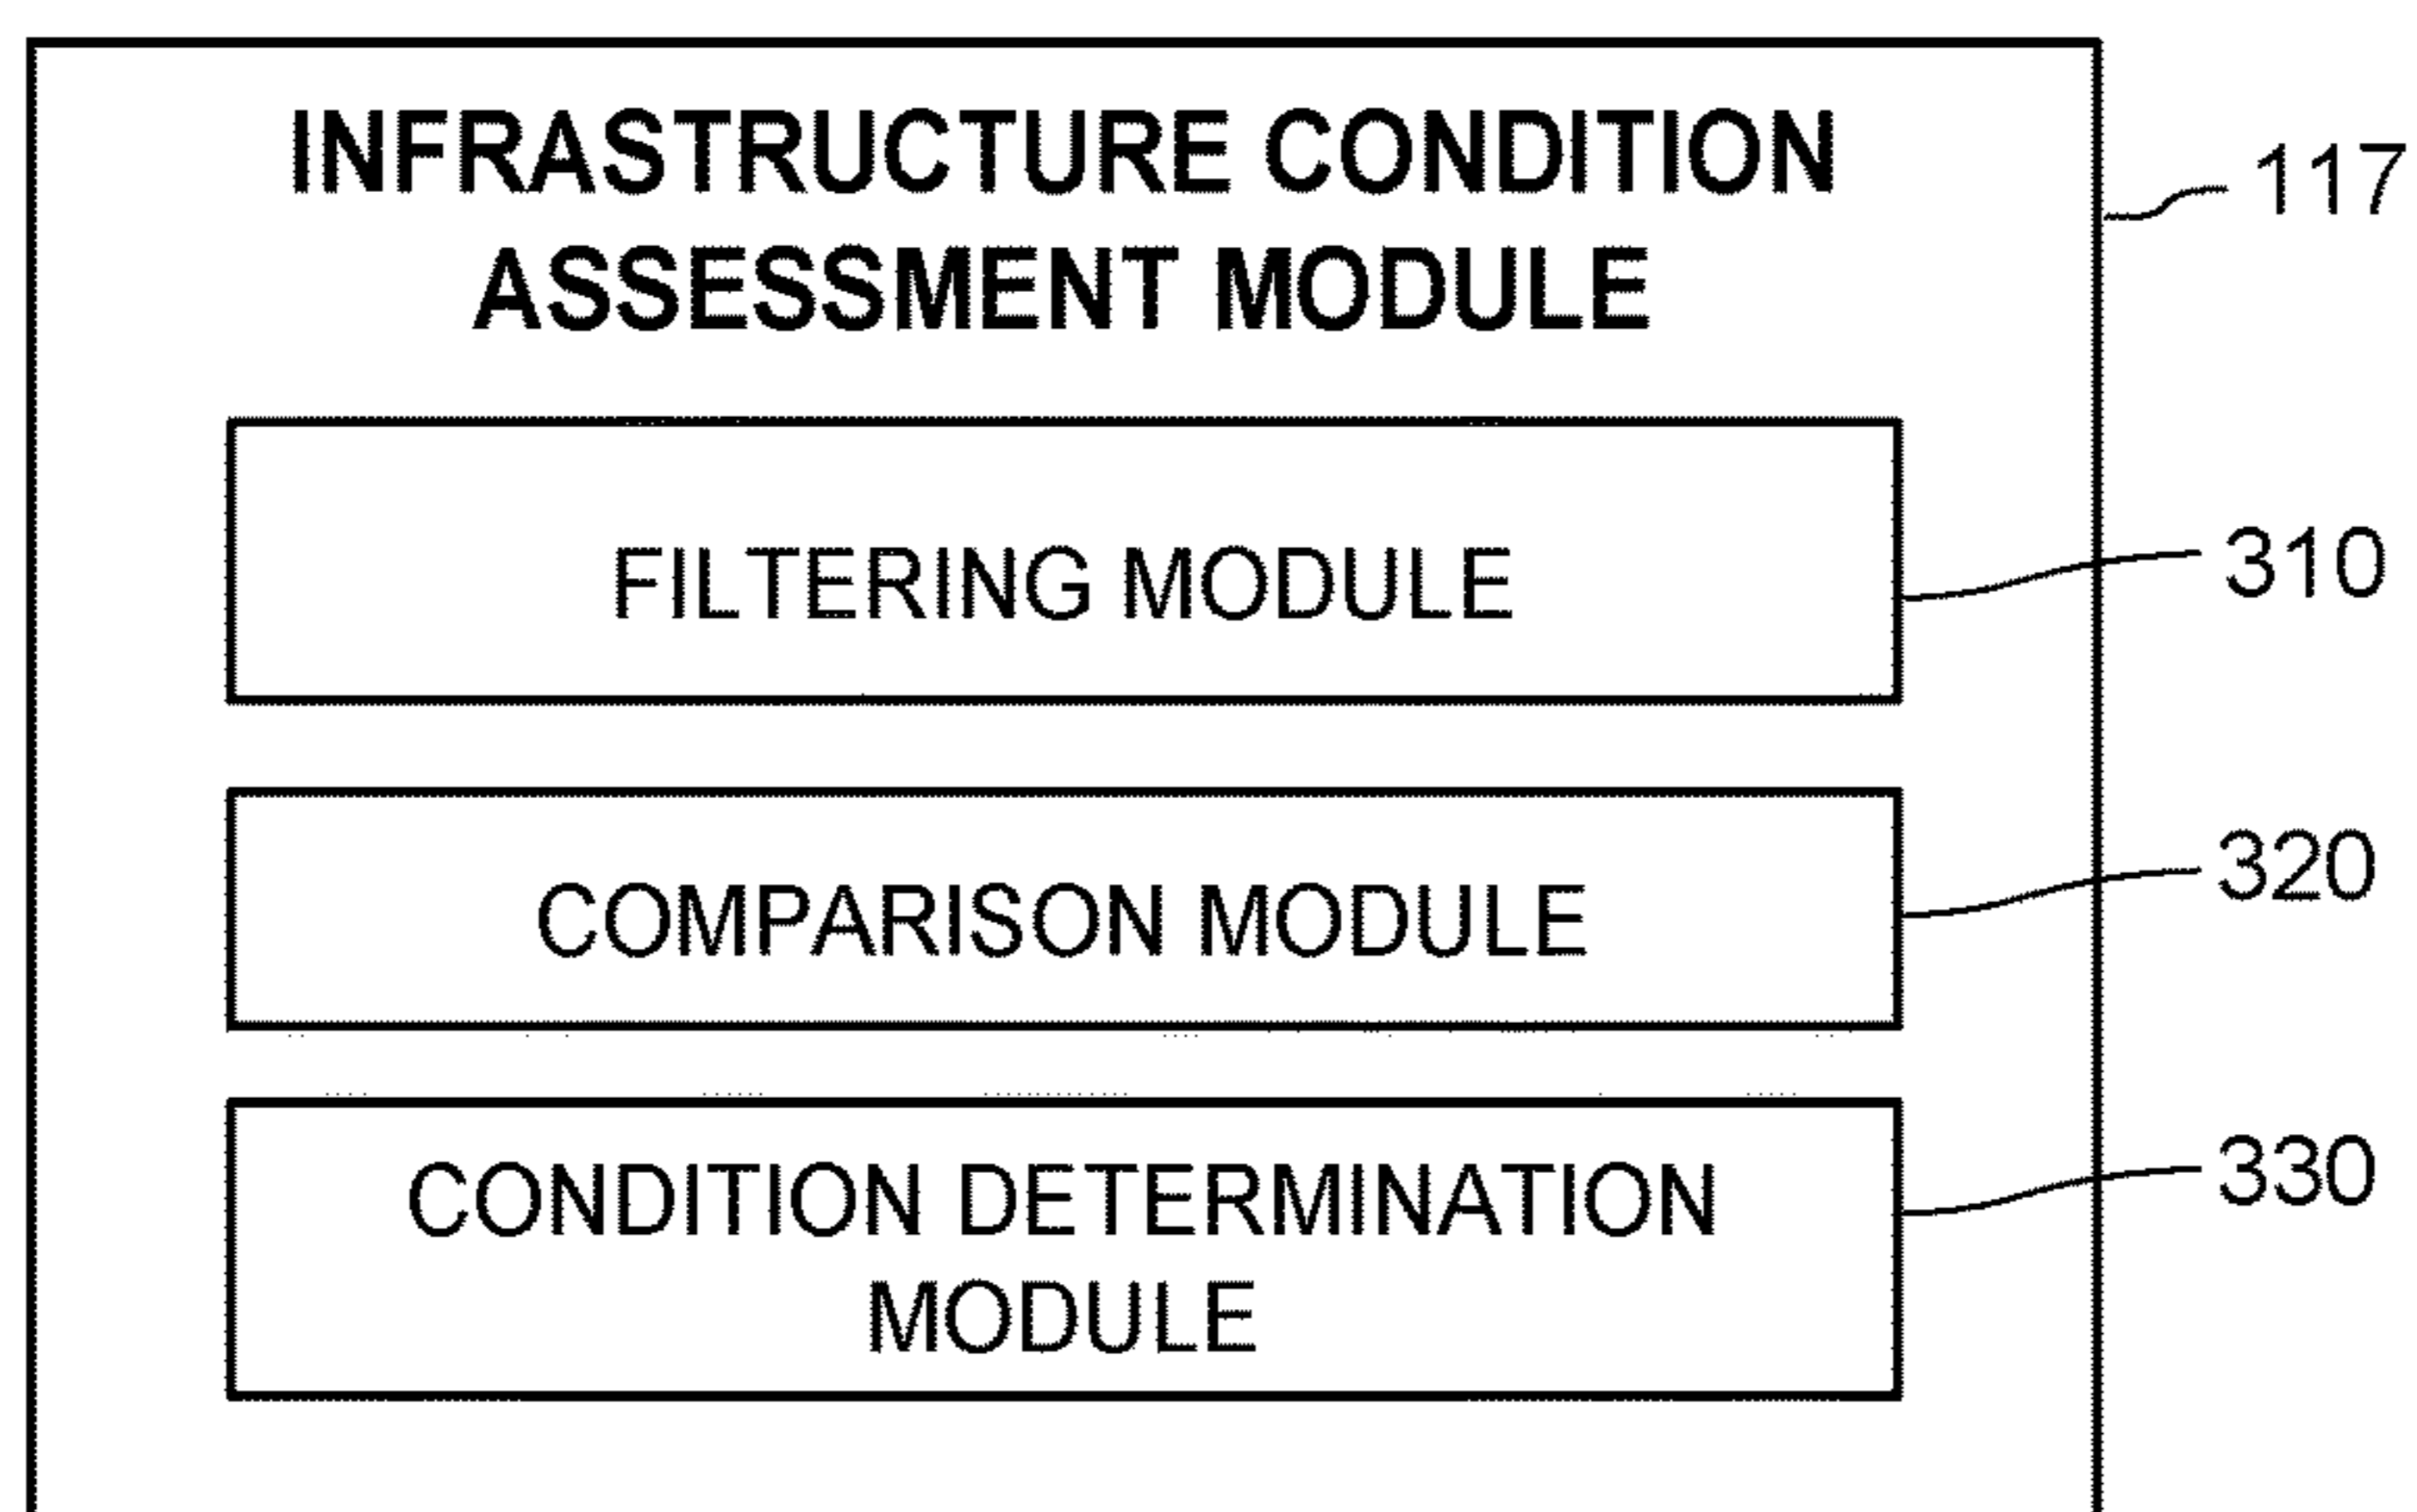 INFRASTRUCTURE CONDITION
ASSESSMENT MODULE
117
FILTERING MODULE
310
COMPARISON MODULE
320
CONDITION DETERMINATION
MODULE
330